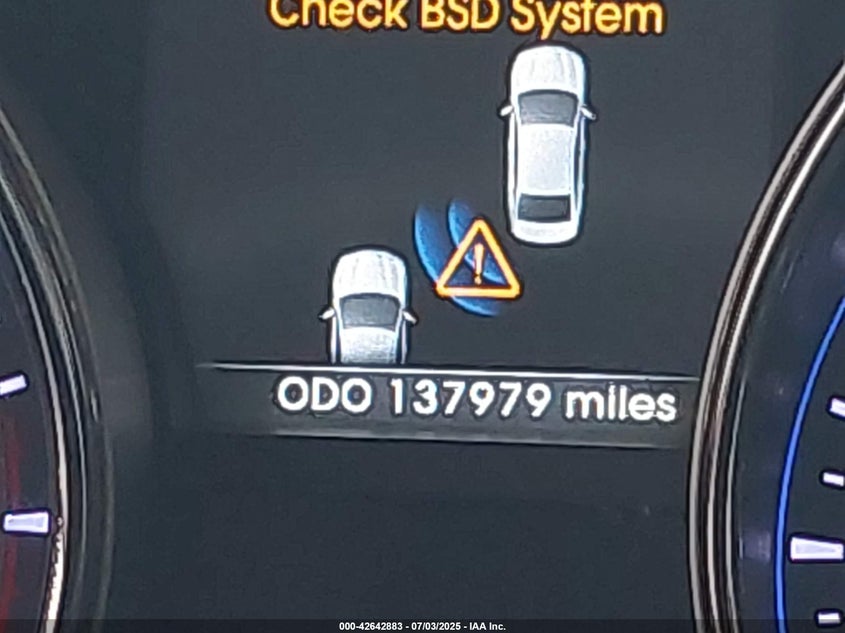 Check BSD System
ODO 137979 miles
000-42642883 - 07/03/2025 - IAA Inc.